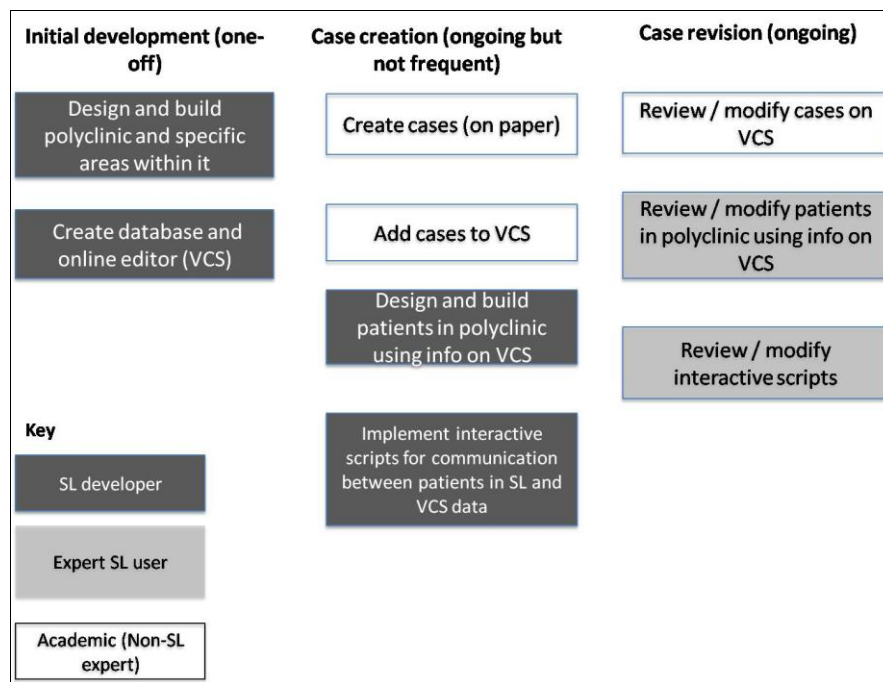 Initial development (one-
off)
Design and build
polyclinic and specific
areas within it
Create database and
online editor (VCS)
Case creation (ongoing but
not frequent)
Create cases (on paper)
Add cases to VCS
Design and build
patients in polyclinic
using info on VCS
Implement interactive
scripts for communication
between patients in SL and
VCS data
Case revision (ongoing)
Review / modify cases on
VCS
Review / modify patients
in polyclinic using info on
VCS
Review / modify
interactive scripts
Key
SL developer
Expert SL user
Academic (Non-SL
expert)